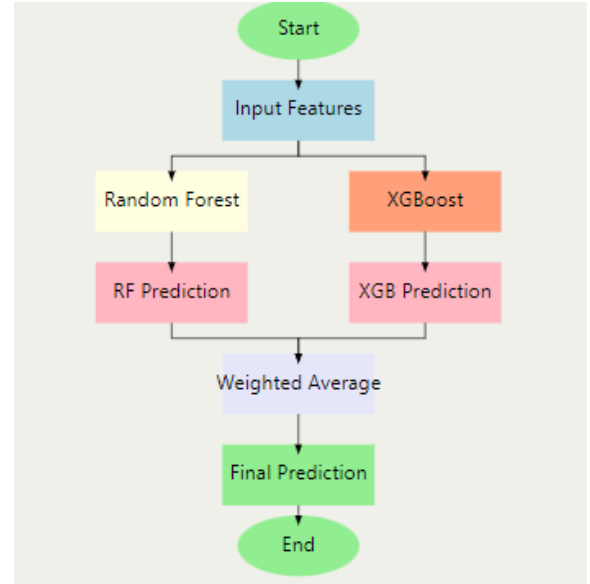 Start
Input Features
Random Forest
XGBoost
RF Prediction
XGB Prediction
Weighted Average
Final Prediction
End